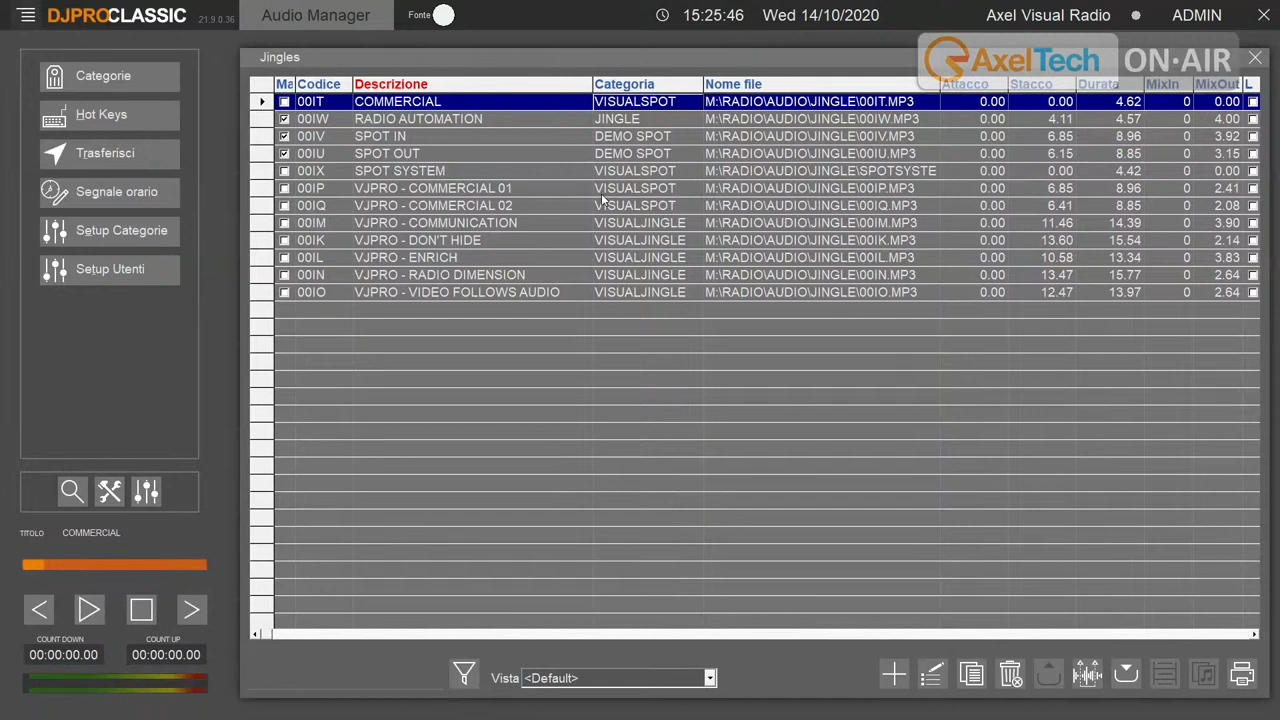 DJPROCLASSIC 21.9.0.36 Audio Manager Fonte 15:25:46 Wed 14/10/2020 Axel Visual Radio ADMIN
AxelTech ON·AIR
Categorie
Hot Keys
Trasferisci
Segnale orario
Setup Categorie
Setup Utenti
TITOLO COMMERCIAL
COUNT DOWN COUNT UP
00:00:00.00 00:00:00.00
Jingles
Ma Codice Descrizione Categoria Nome file Attacco Stacco Durata MixIn MixOut L
00IT COMMERCIAL VISUALSPOT M:\RADIO\AUDIO\JINGLE\00IT.MP3 0.00 0.00 4.62 0 0.00
00IW RADIO AUTOMATION JINGLE M:\RADIO\AUDIO\JINGLE\00IW.MP3 0.00 4.11 4.57 0 4.00
00IV SPOT IN DEMO SPOT M:\RADIO\AUDIO\JINGLE\00IV.MP3 0.00 6.85 8.96 0 3.92
00IU SPOT OUT DEMO SPOT M:\RADIO\AUDIO\JINGLE\00IU.MP3 0.00 6.15 8.85 0 3.15
00IX SPOT SYSTEM VISUALSPOT M:\RADIO\AUDIO\JINGLE\SPOTSYSTE 0.00 0.00 4.42 0 0.00
00IP VJPRO - COMMERCIAL 01 VISUALSPOT M:\RADIO\AUDIO\JINGLE\00IP.MP3 0.00 6.85 8.96 0 2.41
00IQ VJPRO - COMMERCIAL 02 VISUALSPOT M:\RADIO\AUDIO\JINGLE\00IQ.MP3 0.00 6.41 8.85 0 2.08
00IM VJPRO - COMMUNICATION VISUALJINGLE M:\RADIO\AUDIO\JINGLE\00IM.MP3 0.00 11.46 14.39 0 3.90
00IK VJPRO - DON'T HIDE VISUALJINGLE M:\RADIO\AUDIO\JINGLE\00IK.MP3 0.00 13.60 15.54 0 2.14
00IL VJPRO - ENRICH VISUALJINGLE M:\RADIO\AUDIO\JINGLE\00IL.MP3 0.00 10.58 13.34 0 3.83
00IN VJPRO - RADIO DIMENSION VISUALJINGLE M:\RADIO\AUDIO\JINGLE\00IN.MP3 0.00 13.47 15.77 0 2.64
00IO VJPRO - VIDEO FOLLOWS AUDIO VISUALJINGLE M:\RADIO\AUDIO\JINGLE\00IO.MP3 0.00 12.47 13.97 0 2.64
Vista <Default>